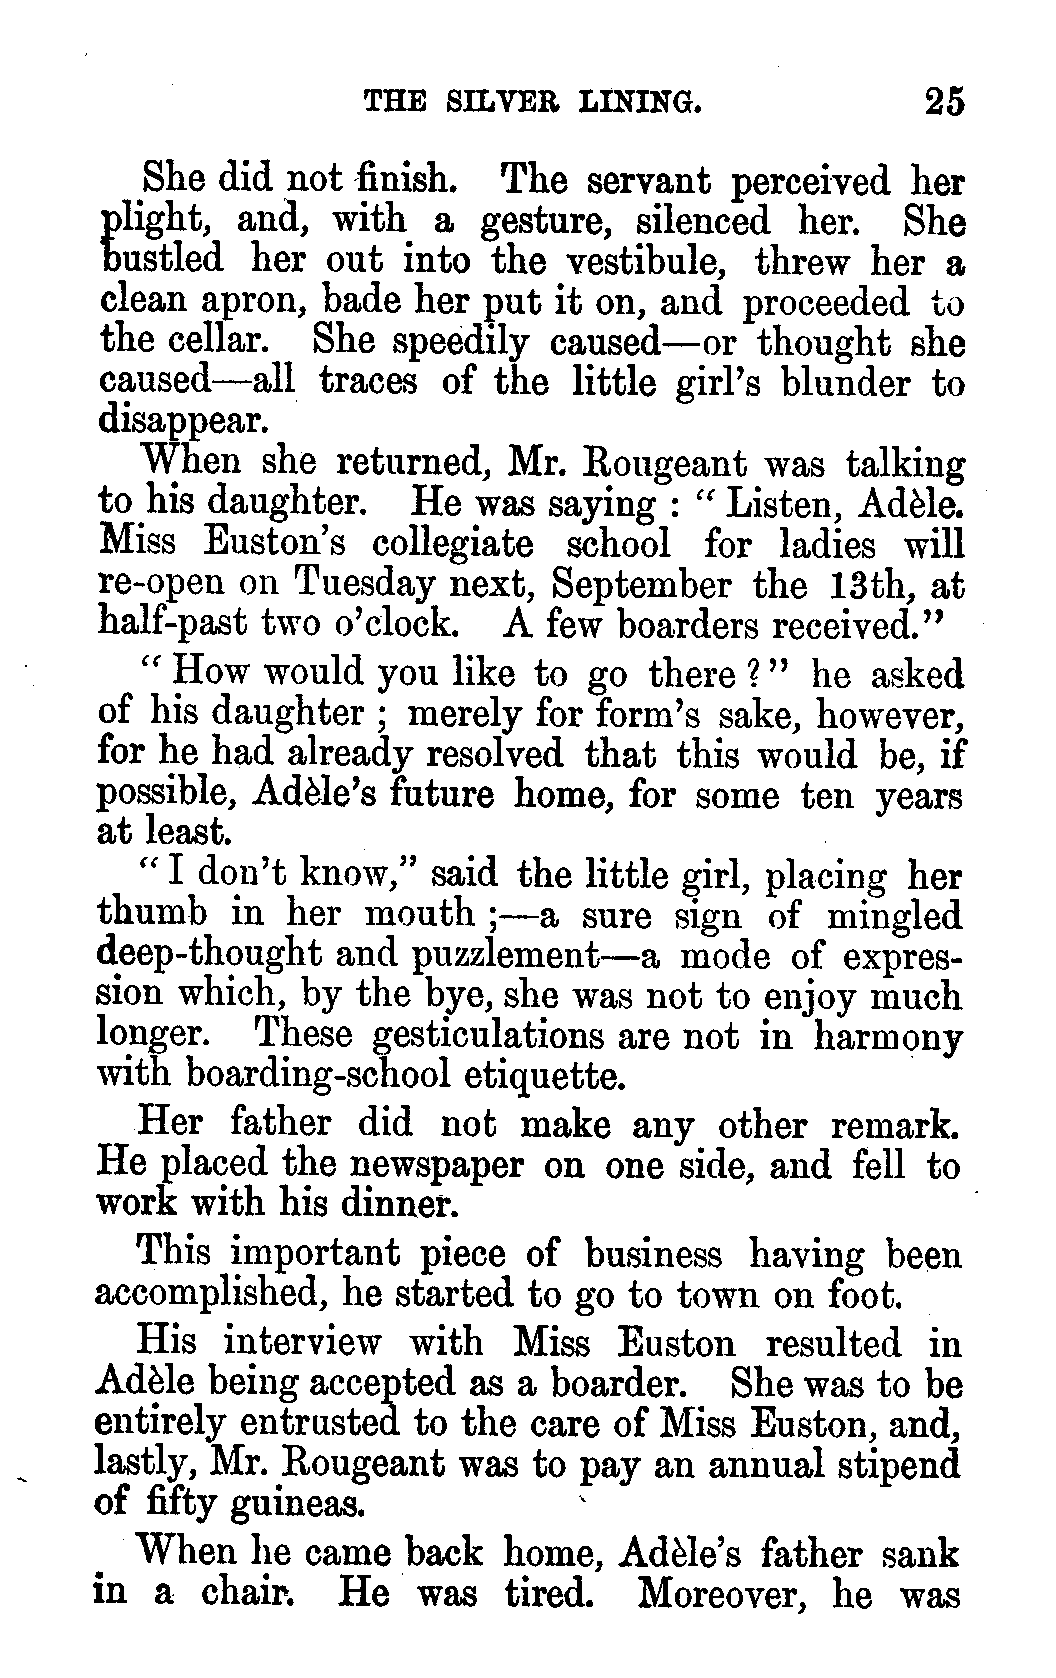 THE SILVER LINING. 25
She did not finish. The servant perceived her
plight, and, with a gesture, silenced her. She
bustled her out into the vestibule, threw her a
clean apron, bade her put it on, and proceeded to
the cellar. She speedily caused—or thought she
caused—all traces of the little girl's blunder to
disappear.
When she returned, Mr. Rougeant was talking
to his daughter. He was saying : “ Listen, Adèle.
Miss Euston's collegiate school for ladies will
re-open on Tuesday next, September the 13th, at
half-past two o'clock. A few boarders received.”
“ How would you like to go there ? ” he asked
of his daughter ; merely for form's sake, however,
for he had already resolved that this would be, if
possible, Adèle's future home, for some ten years
at least.
“ I don't know,” said the little girl, placing her
thumb in her mouth ;—a sure sign of mingled
deep-thought and puzzlement—a mode of expres-
sion which, by the bye, she was not to enjoy much
longer. These gesticulations are not in harmony
with boarding-school etiquette.
Her father did not make any other remark.
He placed the newspaper on one side, and fell to
work with his dinner.
This important piece of business having been
accomplished, he started to go to town on foot.
His interview with Miss Euston resulted in
Adèle being accepted as a boarder. She was to be
entirely entrusted to the care of Miss Euston, and,
lastly, Mr. Rougeant was to pay an annual stipend
of fifty guineas.
When he came back home, Adèle's father sank
in a chair. He was tired. Moreover, he was